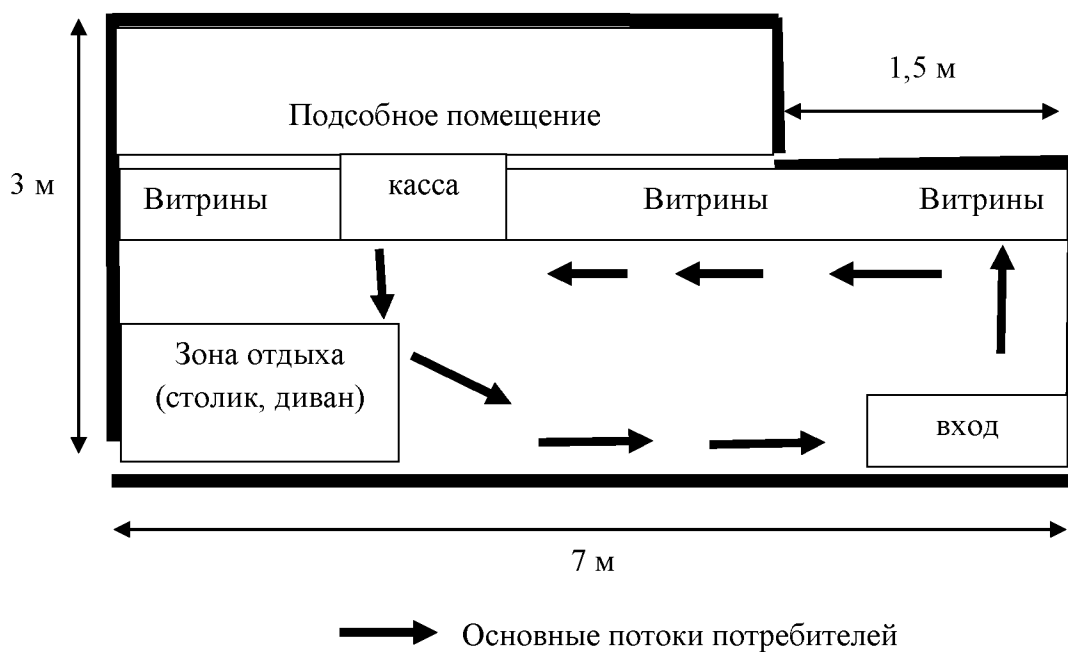 1,5 м
Подсобное помещение
3 м
касса
Витрины
Витрины
Витрины
Зона отдыха
(столик, диван)
вход
7 м
Основные потоки потребителей